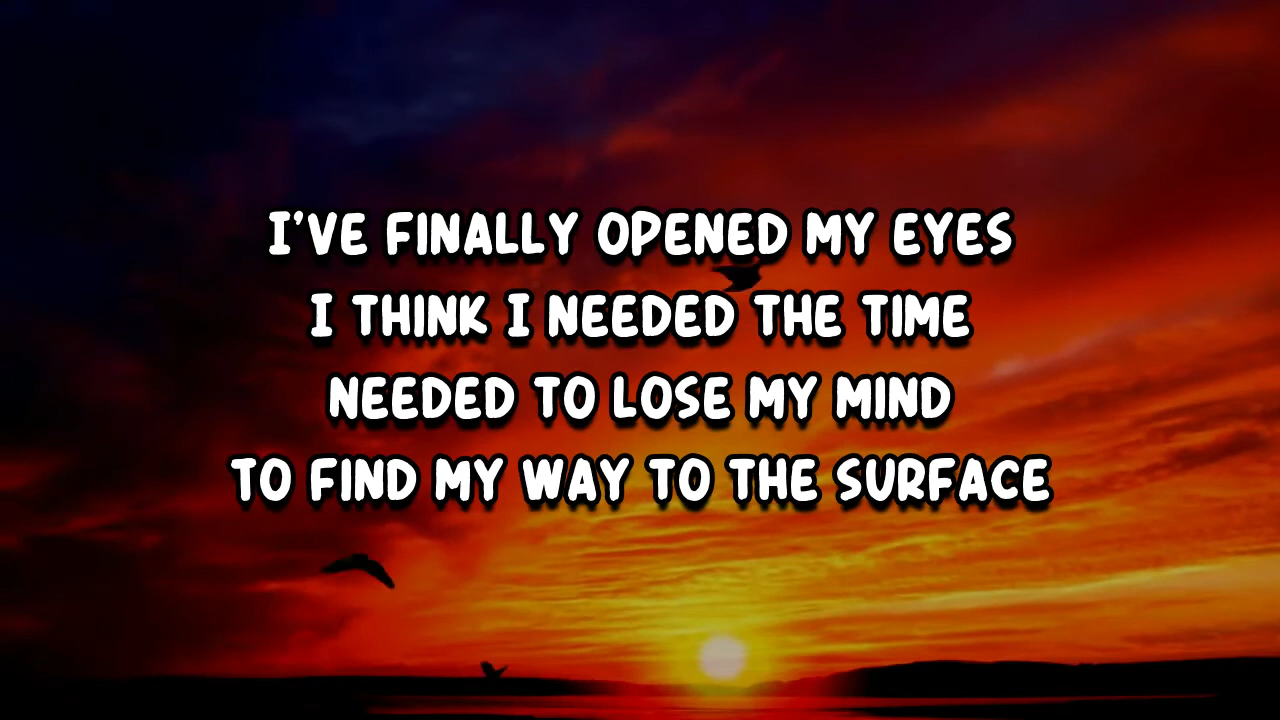 I'VE FINALLY OPENED MY EYES
I THINK I NEEDED THE TIME
NEEDED TO LOSE MY MIND
TO FIND MY WAY TO THE SURFACE